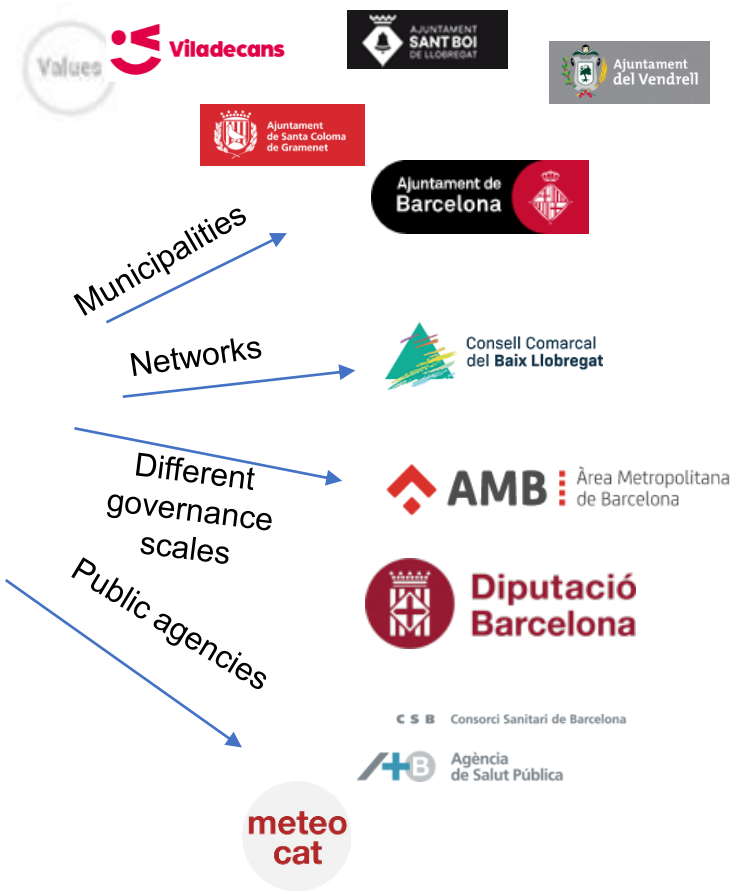 Values
Viladecans
AJUNTAMENT
SANT BOI
DE LLOBREGAT
Ajuntament
del Vendrell
Ajuntament
de Santa Coloma
de Gramenet
Ajuntament de
Barcelona
Municipalities
Networks
Consell Comarcal
del Baix Llobregat
Different
governance
scales
AMB
Àrea Metropolitana
de Barcelona
Public agencies
Diputació
Barcelona
CSB Consorci Sanitari de Barcelona
B
Agència
de Salut Pública
meteo
cat